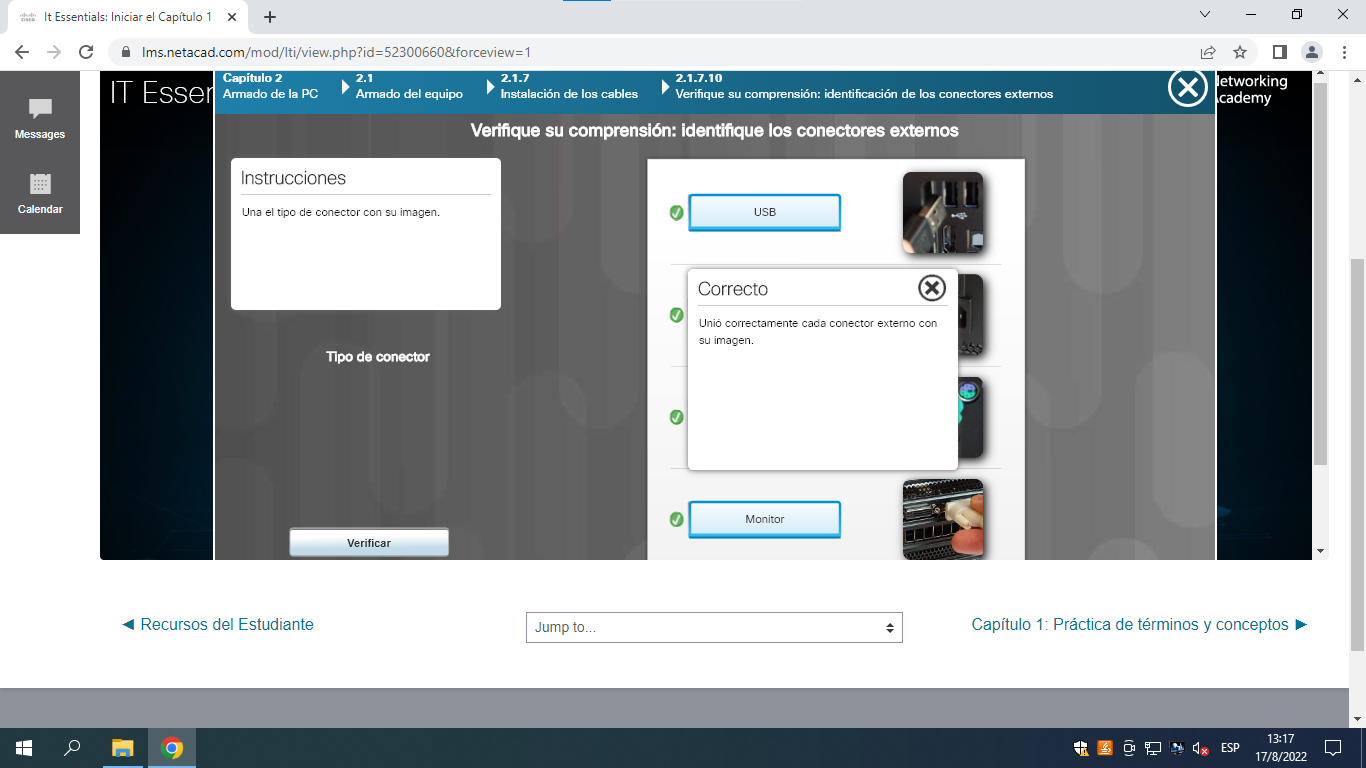 It Essentials: Iniciar el Capítulo 1
lms.netacad.com/mod/lti/view.php?id=52300660&forceview=1
Messages
Calendar
IT Esser
Networking
Academy
Capítulo 2
Armado de la PC
2.1
Armado del equipo
2.1.7
Instalación de los cables
2.1.7.10
Verifique su comprensión: identificación de los conectores externos
Verifique su comprensión: identifique los conectores externos
Instrucciones
Una el tipo de conector con su imagen.
Tipo de conector
Verificar
USB
Correcto
Unió correctamente cada conector externo con
su imagen.
Monitor
◄ Recursos del Estudiante
Jump to...
Capítulo 1: Práctica de términos y conceptos ►
ESP
13:17
17/8/2022